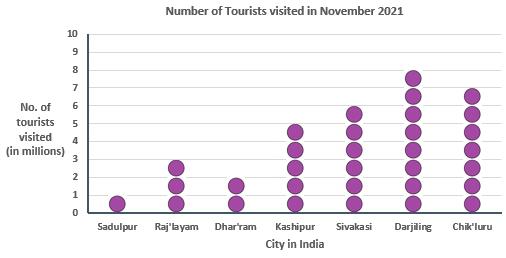 Number of Tourists visited in November 2021
10
9
8
7
6
5
4
3
2
1
0
No. of
tourists
visited
(in millions)
Sadulpur Raj'layam Dhar'ram Kashipur Sivakasi Darjiling Chik'luru
City in India